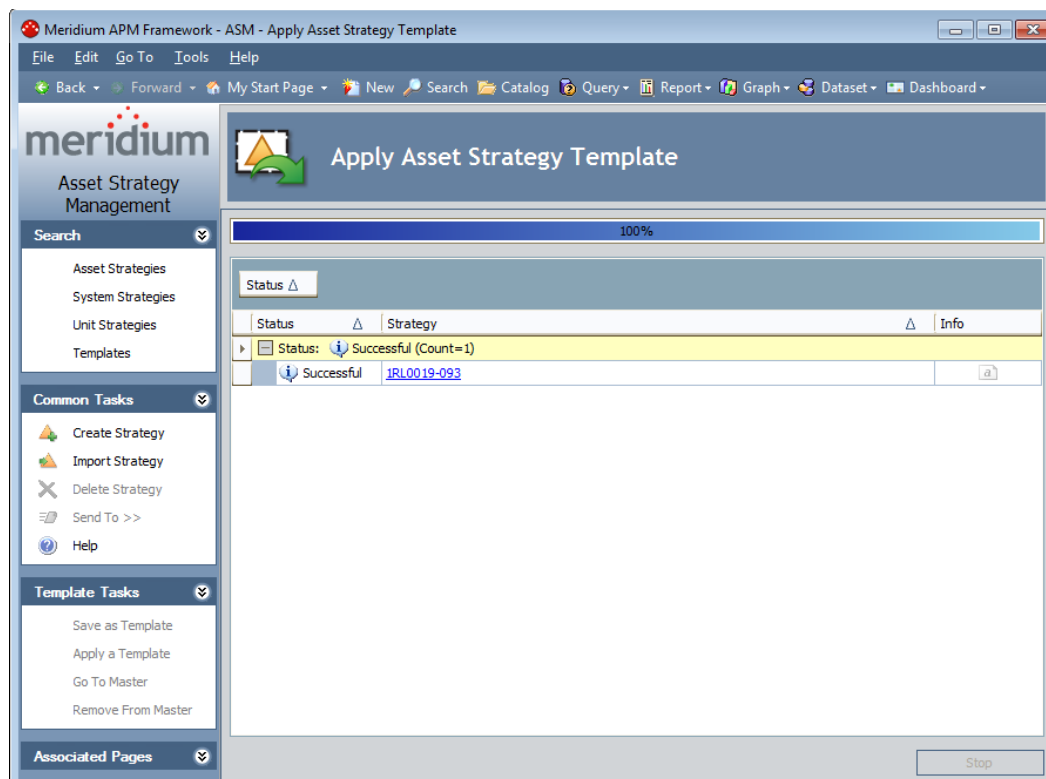 Meridium APM Framework - ASM - Apply Asset Strategy Template
File Edit Go To Tools Help
Back Forward My Start Page New Search Catalog Query Report Graph Dataset Dashboard
meridium
Asset Strategy
Management
Apply Asset Strategy Template
Search
Asset Strategies
System Strategies
Unit Strategies
Templates
Common Tasks
Create Strategy
Import Strategy
Delete Strategy
Send To >>
Help
Template Tasks
Save as Template
Apply a Template
Go To Master
Remove From Master
Associated Pages
100%
Status
Status Strategy Info
Status: Successful (Count=1)
Successful 1RL0019-093 a
Stop